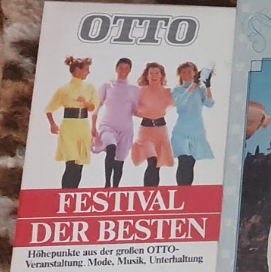 OTTO
FESTIVAL
DER BESTEN
Höhepunkte aus der großen OTTO-
Veranstaltung. Mode, Musik, Unterhaltung